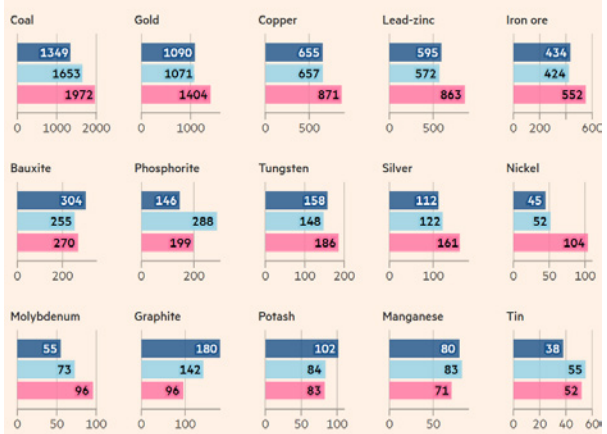 Coal Gold Copper Lead-zinc Iron ore
1349 1090 655 595 434
1653 1071 657 572 424
1972 1404 871 863 552
0 1000 2000 0 1000 0 500 0 500 0 200 600
Bauxite Phosphorite Tungsten Silver Nickel
304 146 158 112 45
255 288 148 122 52
270 199 186 161 104
0 200 0 200 0 100 200 0 100 0 50 100
Molybdenum Graphite Potash Manganese Tin
55 180 102 80 38
73 142 84 83 55
96 96 83 71 52
0 50 100 0 100 0 50 100 0 50 100 0 20 40 60